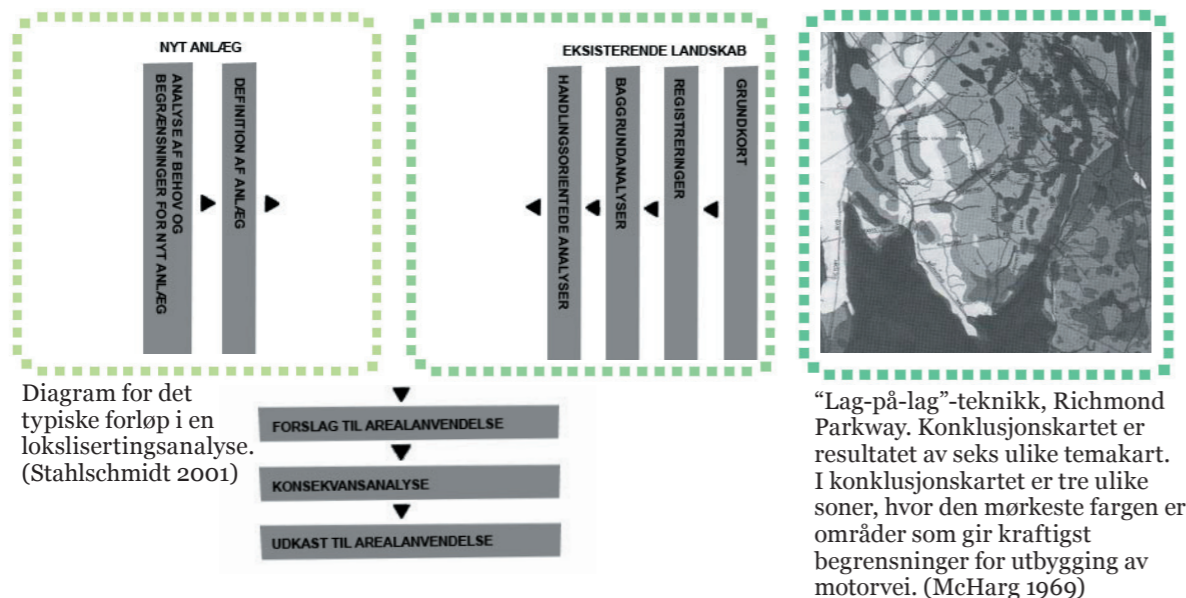 NYT ANLÆG
ANALYSE AF BEHOV OG
BEGRÆNSNINGER FOR NYT ANLÆG
DEFINITION AF ANLÆG
EKSISTERENDE LANDSKAB
HANDLINGSORIENTEDE ANALYSER
BAGGRUNDANALYSER
REGISTRERINGER
GRUNDKORT
Diagram for det
typiske forløp i en
lokslisertingsanalyse.
(Stahlschmidt 2001)
FORSLAG TIL AREALANVENDELSE
KONSEKVANSANALYSE
UDKAST TIL AREALANVENDELSE
“Lag-på-lag”-teknikk, Richmond
Parkway. Konklusjonskartet er
resultatet av seks ulike temakart.
I konklusjonskartet er tre ulike
soner, hvor den mørkeste fargen er
områder som gir kraftigst
begrensninger for utbygging av
motorvei. (McHarg 1969)